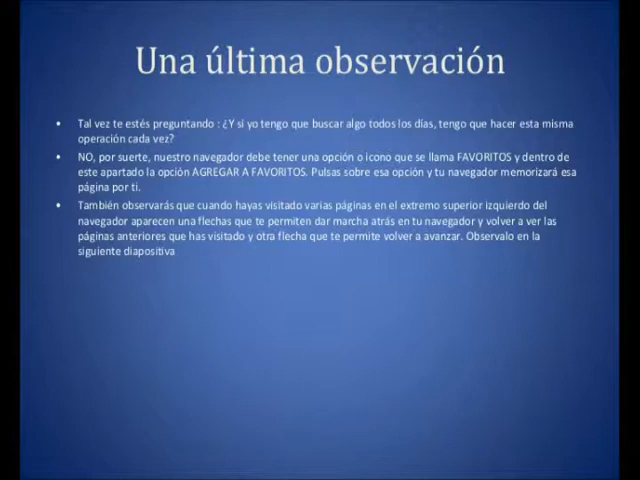 Una última observación
• Tal vez te estés preguntando : ¿Y si yo tengo que buscar algo todos los días, tengo que hacer esta misma
operación cada vez?
• NO, por suerte, nuestro navegador debe tener una opción o icono que se llama FAVORITOS y dentro de
este apartado la opción AGREGAR A FAVORITOS. Pulsas sobre esa opción y tu navegador memorizará esa
página por ti.
• También observarás que cuando hayas visitado varias páginas en el extremo superior izquierdo del
navegador aparecen una flechas que te permiten dar marcha atrás en tu navegador y volver a ver las
páginas anteriores que has visitado y otra flecha que te permite volver a avanzar. Observalo en la
siguiente diapositiva